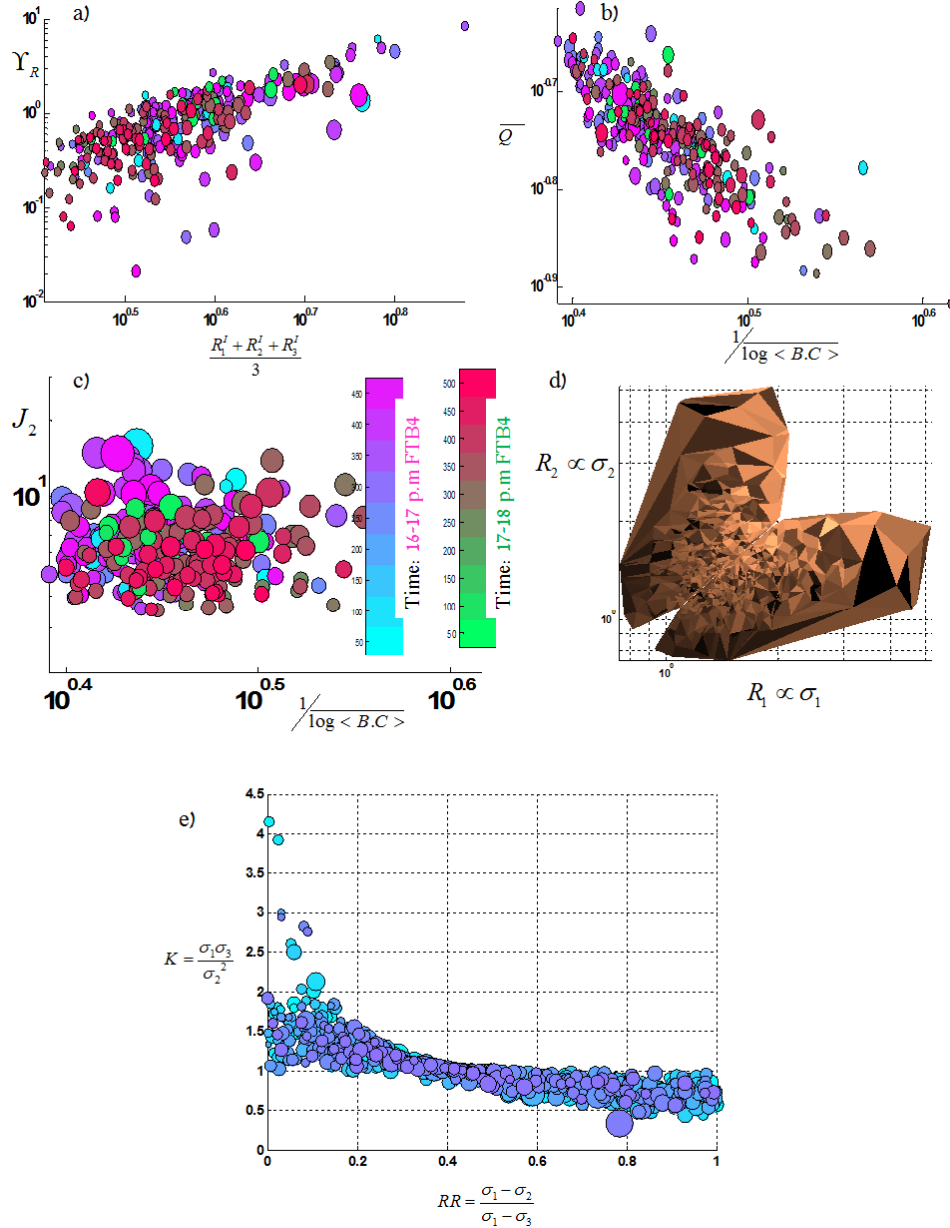 a)
10^1
ϒ_R
10^0
10^-1
10^-2
10^0.5 10^0.6 10^0.7 10^0.8
(R_1^I + R_2^I + R_3^I)/3
b)
10^-0.7
Q̅
10^-0.8
10^-0.9
10^0.4 10^0.5 10^0.6
1/log < B.C >
c)
J_2
10^1
10^0.4 10^0.5 10^0.6
1/log < B.C >
450
400
350
300
250
200
150
100
50
Time: 16-17 p.m FTB4
500
450
400
350
300
250
200
150
100
50
Time: 17-18 p.m FTB4
d)
R_2 ∝ σ_2
10^0
10^0
R_1 ∝ σ_1
e)
4.5
4
3.5
3
2.5
2
1.5
1
0.5
0
K = σ_1σ_3/σ_2^2
0 0.2 0.4 0.6 0.8 1
RR = (σ_1 − σ_2)/(σ_1 − σ_3)